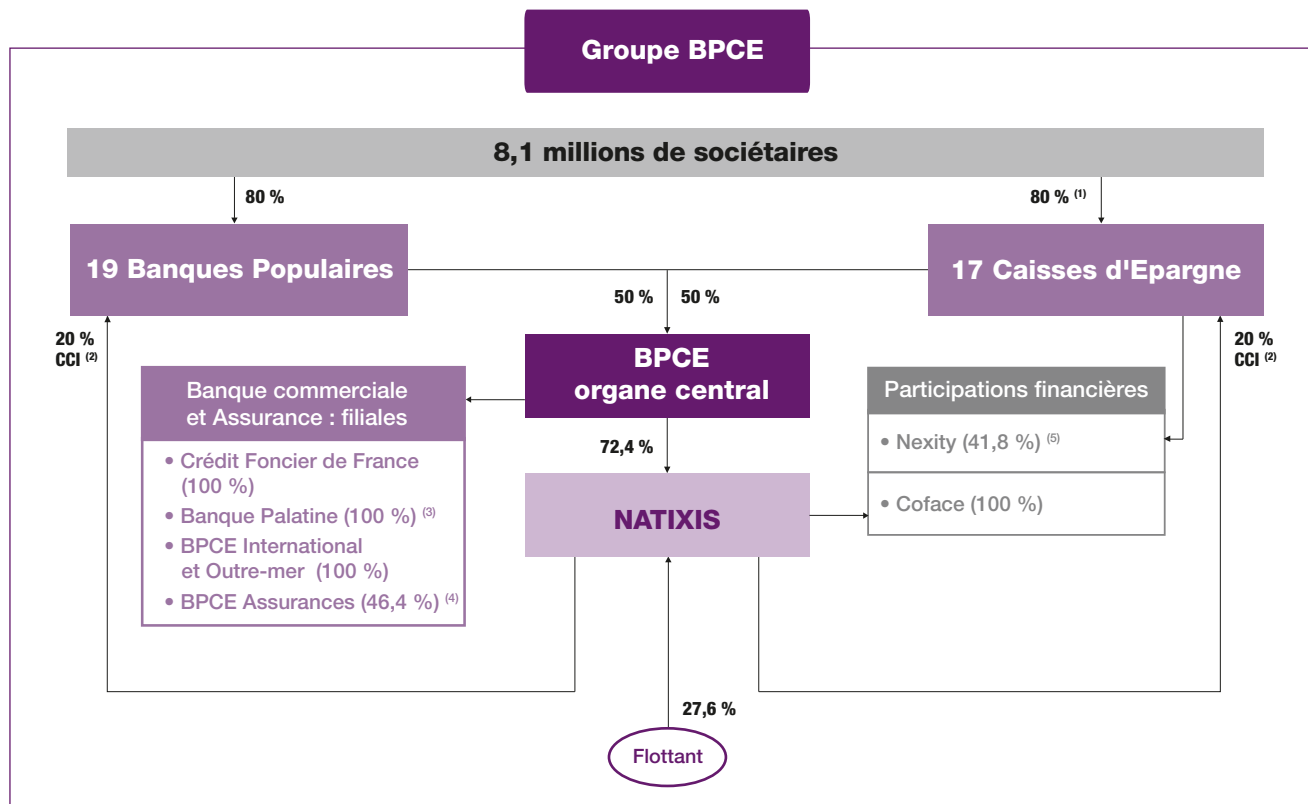 Groupe BPCE
8,1 millions de sociétaires
80 %
80 % (1)
19 Banques Populaires
17 Caisses d'Epargne
50 %
50 %
20 %
CCI (2)
20 %
CCI (2)
BPCE
organe central
Banque commerciale
et Assurance : filiales
• Crédit Foncier de France
(100 %)
• Banque Palatine (100 %) (3)
• BPCE International
et Outre-mer (100 %)
• BPCE Assurances (46,4 %) (4)
Participations financières
• Nexity (41,8 %) (5)
• Coface (100 %)
72,4 %
NATIXIS
27,6 %
Flottant